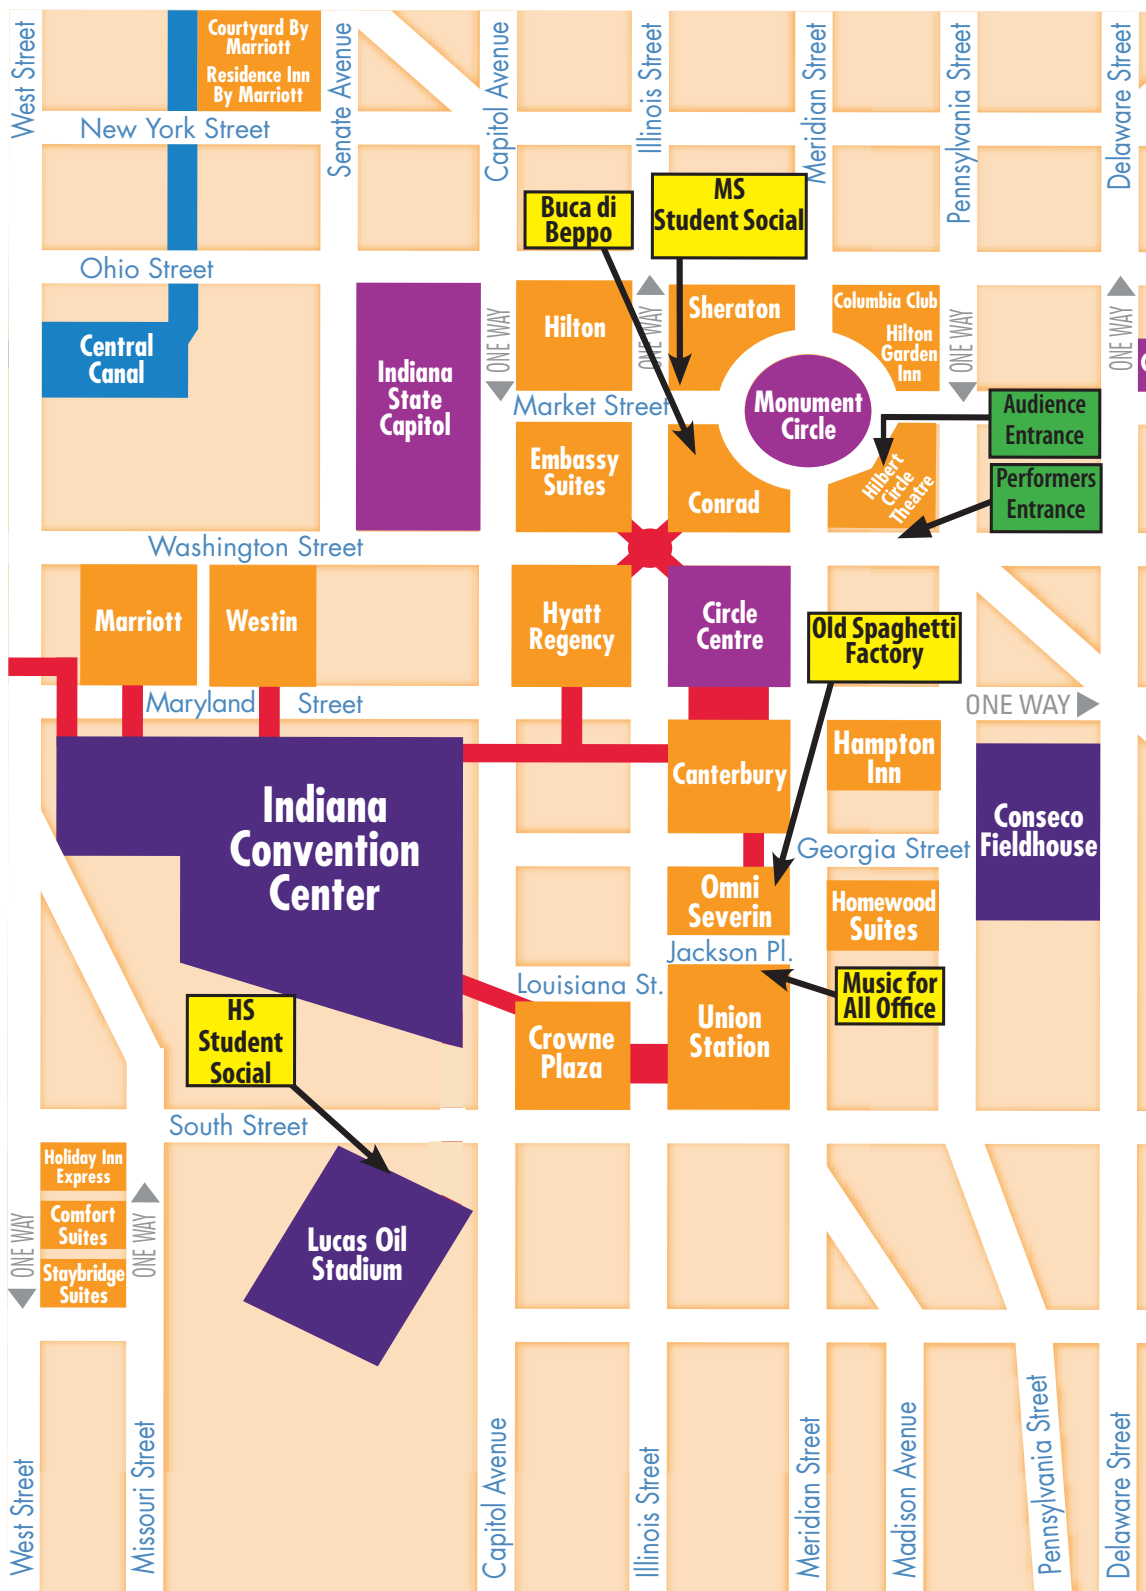 West Street
Courtyard By
Marriott
Residence Inn
By Marriott
Senate Avenue
Capitol Avenue
Illinois Street
Meridian Street
Pennsylvania Street
Delaware Street
New York Street
Buca di
Beppo
MS
Student Social
Ohio Street
Central
Canal
Indiana
State
Capitol
ONE WAY
Hilton
ONE WAY
Sheraton
Columbia Club
Hilton
Garden
Inn
ONE WAY
ONE WAY
Market Street
Monument
Circle
Audience
Entrance
Embassy
Suites
Conrad
Hilbert
Circle
Theatre
Performers
Entrance
Washington Street
Marriott
Westin
Hyatt
Regency
Circle
Centre
Old Spaghetti
Factory
Maryland Street
ONE WAY
Indiana
Convention
Center
Canterbury
Hampton
Inn
Conseco
Fieldhouse
Georgia Street
Omni
Severin
Homewood
Suites
Jackson Pl.
Louisiana St.
Music for
All Office
HS
Student
Social
Crowne
Plaza
Union
Station
South Street
Holiday Inn
Express
Comfort
Suites
Staybridge
Suites
ONE WAY
ONE WAY
Lucas Oil
Stadium
West Street
Missouri Street
Capitol Avenue
Illinois Street
Meridian Street
Madison Avenue
Pennsylvania Street
Delaware Street